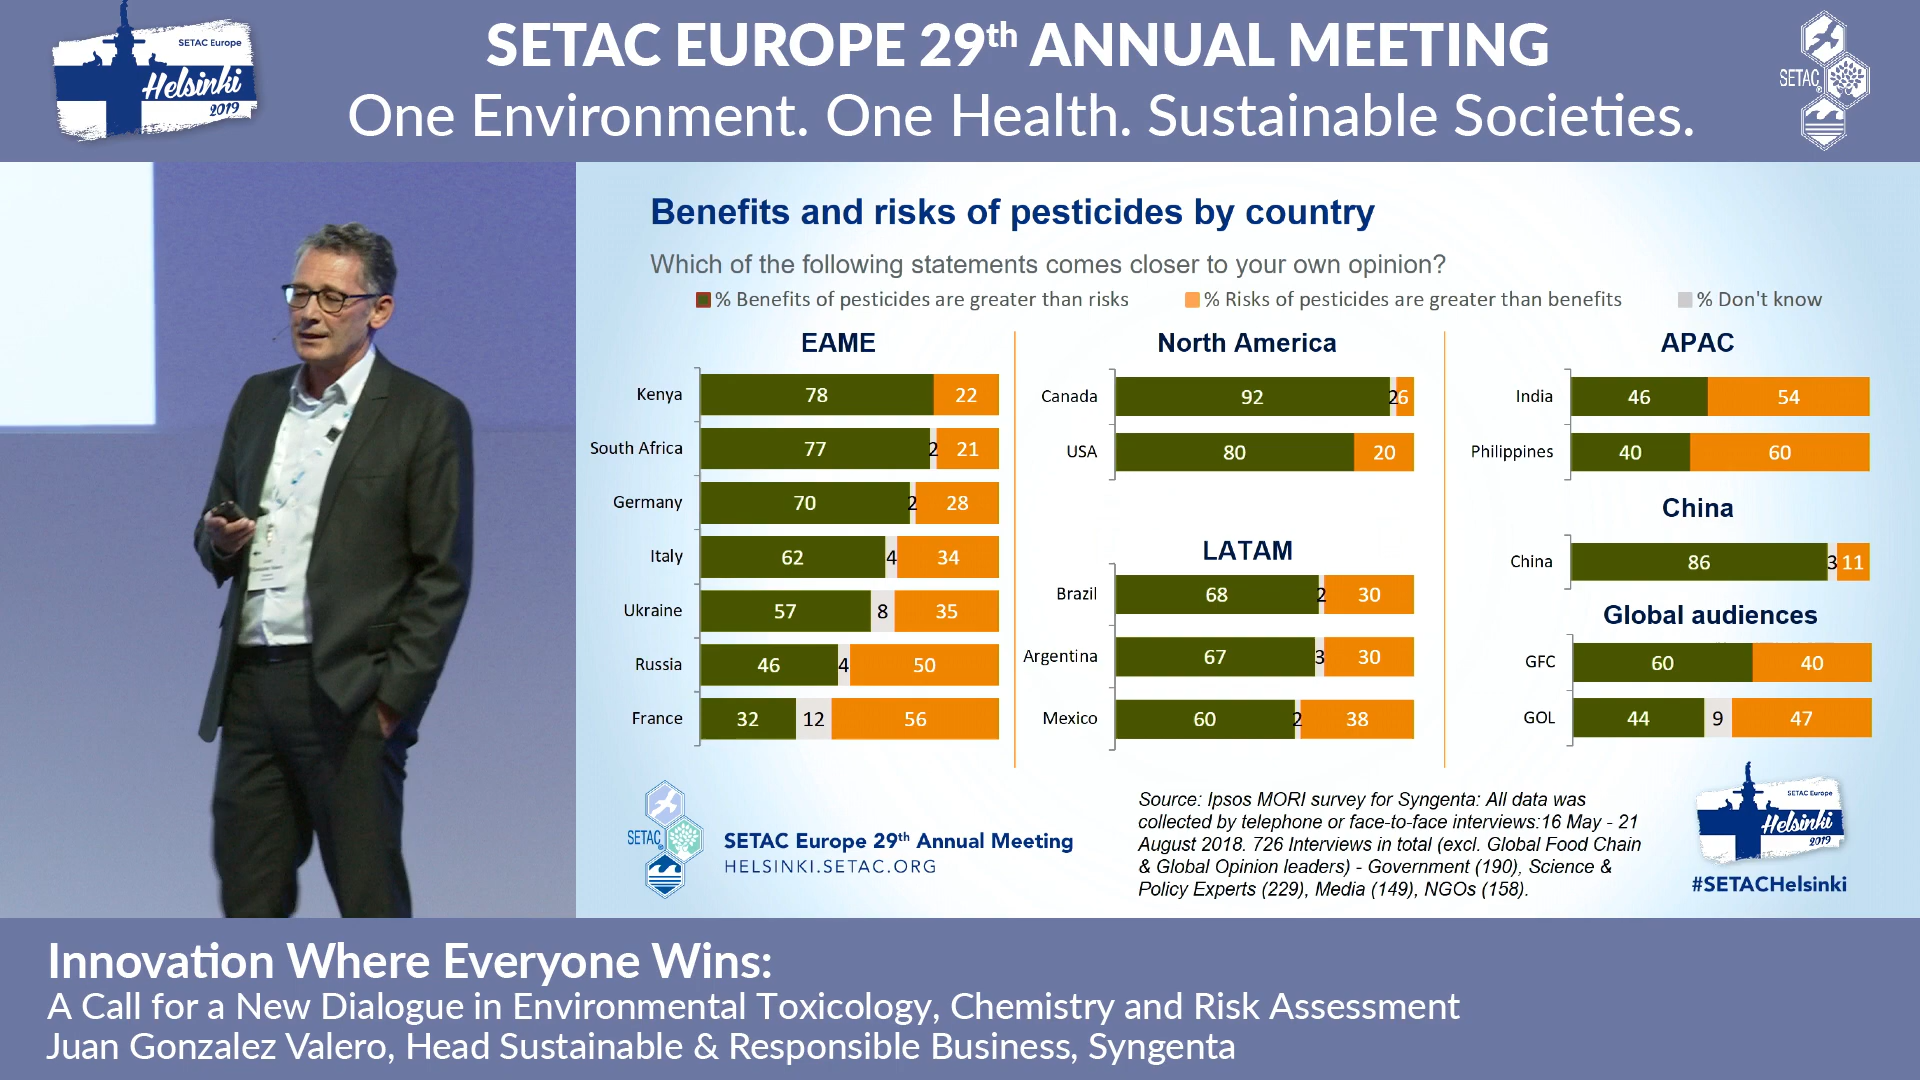 SETAC EUROPE 29th ANNUAL MEETING
One Environment. One Health. Sustainable Societies.
SETAC Europe
Helsinki
2019
SETAC
Benefits and risks of pesticides by country
Which of the following statements comes closer to your own opinion?
% Benefits of pesticides are greater than risks % Risks of pesticides are greater than benefits % Don't know
EAME
Kenya 78 22
South Africa 77 2 21
Germany 70 2 28
Italy 62 4 34
Ukraine 57 8 35
Russia 46 4 50
France 32 12 56
North America
Canada 92 2 6
USA 80 20
LATAM
Brazil 68 2 30
Argentina 67 3 30
Mexico 60 2 38
APAC
India 46 54
Philippines 40 60
China
China 86 3 11
Global audiences
GFC 60 40
GOL 44 9 47
SETAC
SETAC Europe 29th Annual Meeting
HELSINKI.SETAC.ORG
Source: Ipsos MORI survey for Syngenta: All data was
collected by telephone or face-to-face interviews:16 May - 21
August 2018. 726 Interviews in total (excl. Global Food Chain
& Global Opinion leaders) - Government (190), Science &
Policy Experts (229), Media (149), NGOs (158).
SETAC Europe
Helsinki
2019
#SETACHelsinki
Innovation Where Everyone Wins:
A Call for a New Dialogue in Environmental Toxicology, Chemistry and Risk Assessment
Juan Gonzalez Valero, Head Sustainable & Responsible Business, Syngenta